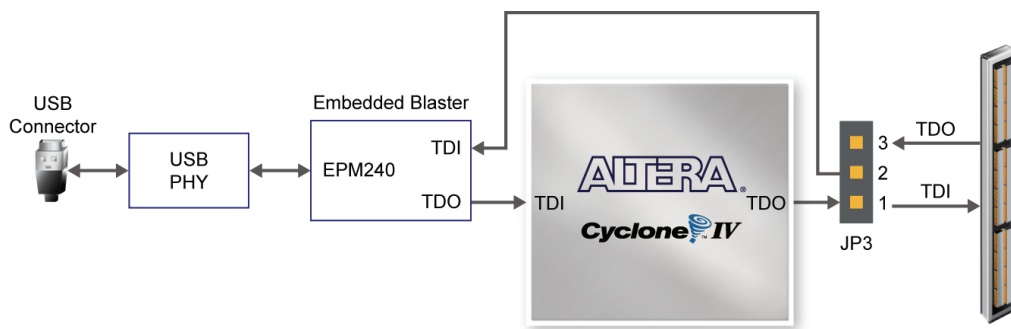 USB
Connector
USB
PHY
Embedded Blaster
EPM240
TDI
TDO
TDI
ALTERA®
Cyclone™ IV
TDO
3
2
1
JP3
TDO
TDI